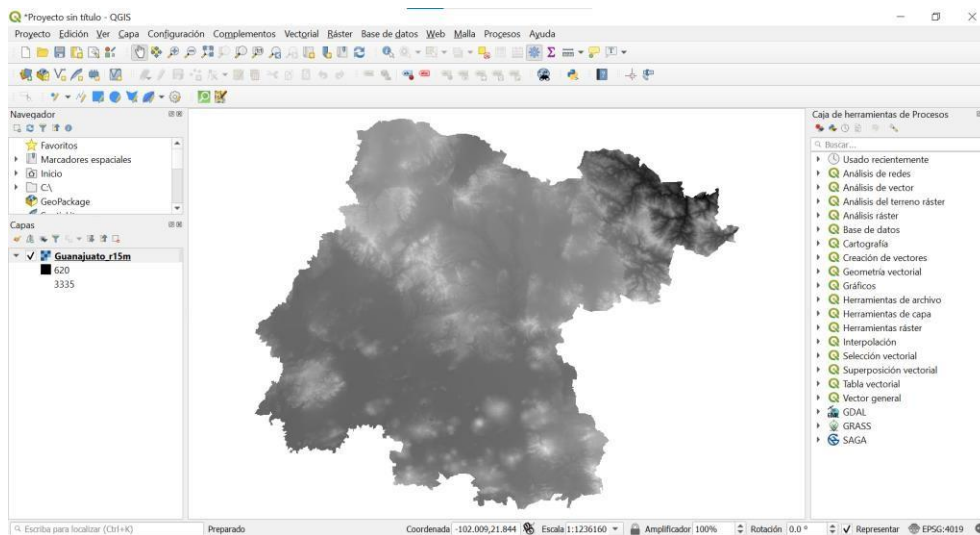 *Proyecto sin título - QGIS
Proyecto Edición Ver Capa Configuración Complementos Vectorial Ráster Base de datos Web Malla Procesos Ayuda
Navegador
Favoritos
Marcadores espaciales
Inicio
C:\
GeoPackage
Capas
Guanajuato_r15m
620
3335
Caja de herramientas de Procesos
Buscar...
Usado recientemente
Análisis de redes
Análisis de vector
Análisis del terreno ráster
Análisis ráster
Base de datos
Cartografía
Creación de vectores
Geometría vectorial
Gráficos
Herramientas de archivo
Herramientas de capa
Herramientas ráster
Interpolación
Selección vectorial
Superposición vectorial
Tabla vectorial
Vector general
GDAL
GRASS
SAGA
Escriba para localizar (Ctrl+K) Preparado Coordenada -102.009,21.844 Escala 1:1236160 Amplificador 100% Rotación 0.0 ° Representar EPSG:4019